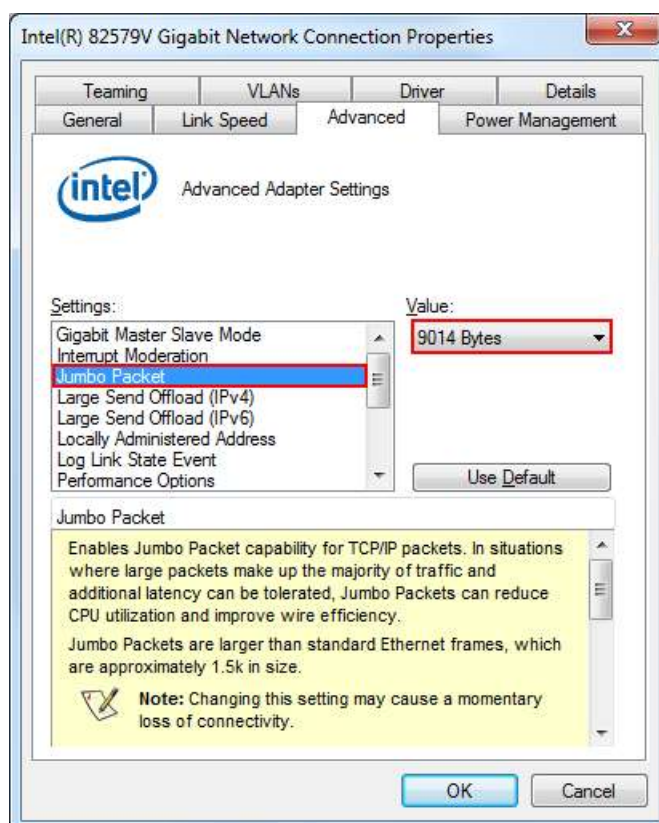 Intel(R) 82579V Gigabit Network Connection Properties
Teaming
VLANs
Driver
Details
General
Link Speed
Advanced
Power Management
intel
Advanced Adapter Settings
Settings:
Value:
Gigabit Master Slave Mode
Interrupt Moderation
Jumbo Packet
Large Send Offload (IPv4)
Large Send Offload (IPv6)
Locally Administered Address
Log Link State Event
Performance Options
9014 Bytes
Use Default
Jumbo Packet
Enables Jumbo Packet capability for TCP/IP packets. In situations
where large packets make up the majority of traffic and
additional latency can be tolerated, Jumbo Packets can reduce
CPU utilization and improve wire efficiency.
Jumbo Packets are larger than standard Ethernet frames, which
are approximately 1.5k in size.
Note: Changing this setting may cause a momentary
loss of connectivity.
OK
Cancel